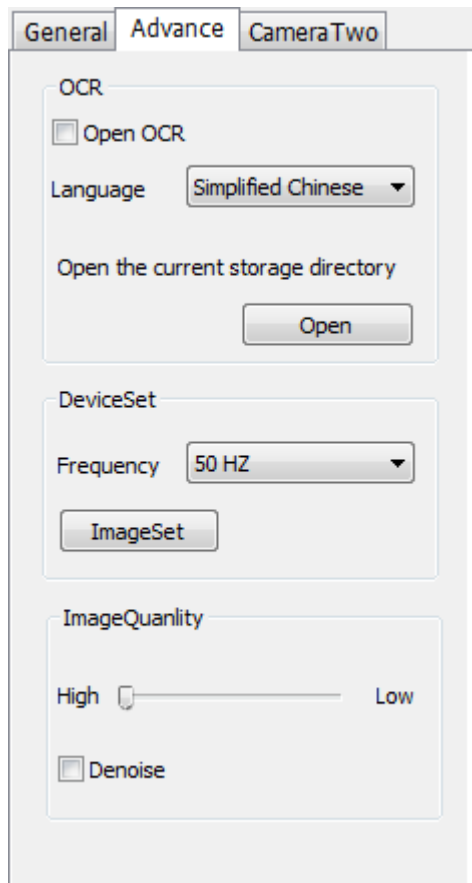 General Advance CameraTwo
OCR
Open OCR
Language Simplified Chinese
Open the current storage directory
Open
DeviceSet
Frequency 50 HZ
ImageSet
ImageQuanlity
High Low
Denoise